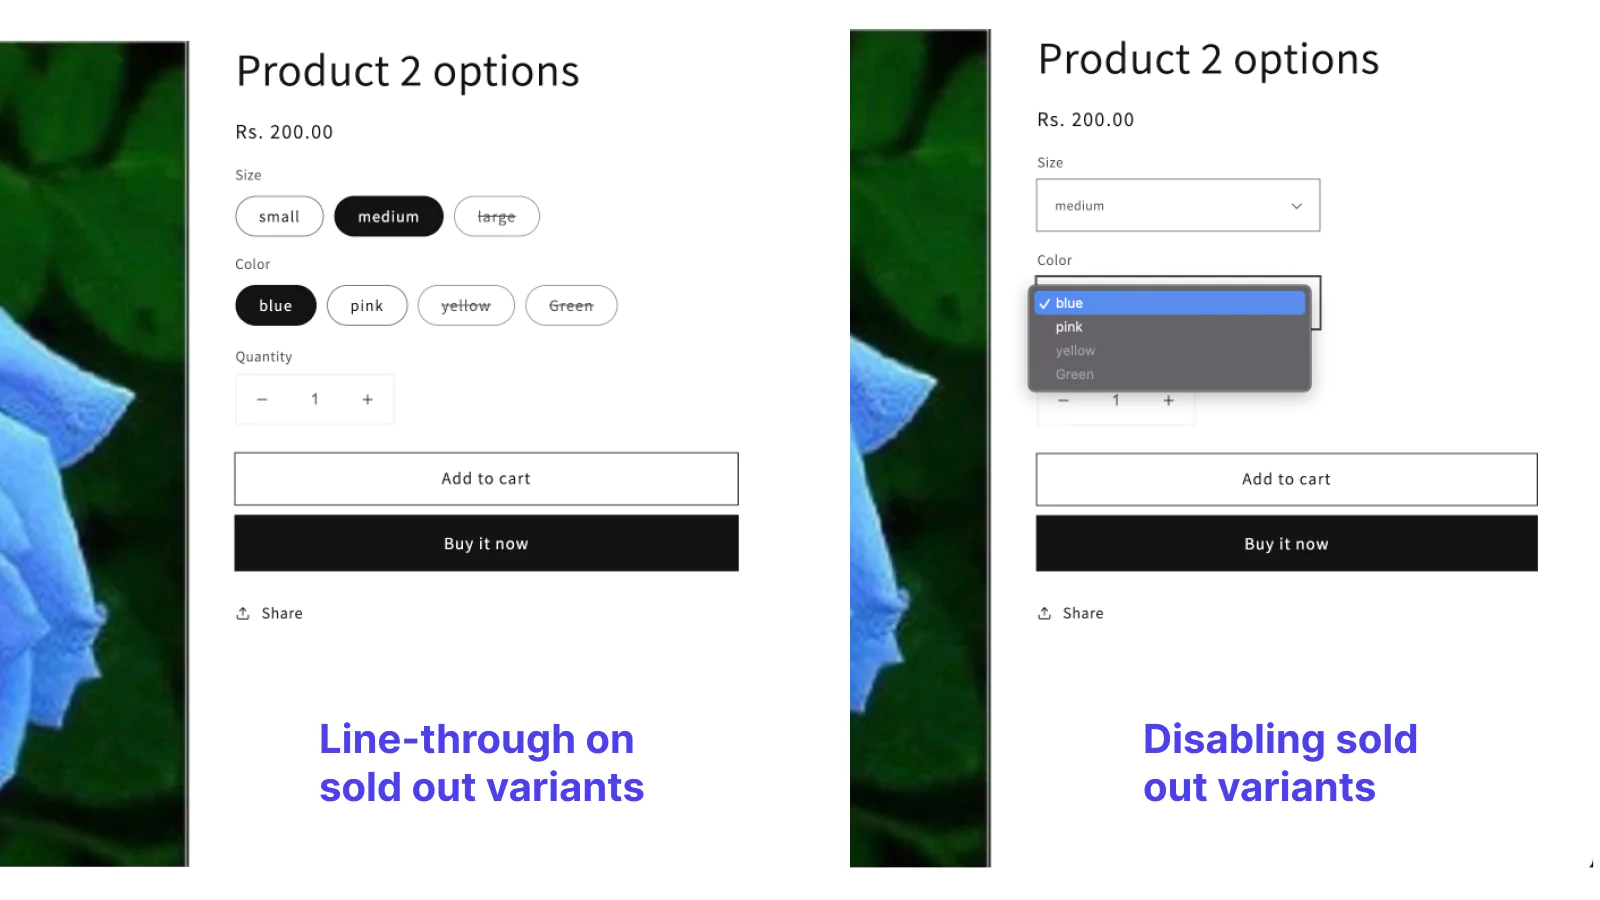 Product 2 options
Rs. 200.00
Size
small medium large
Color
blue pink yellow Green
Quantity
− 1 +
Add to cart
Buy it now
Share
Line-through on
sold out variants
Product 2 options
Rs. 200.00
Size
medium
Color
✓ blue
pink
yellow
Green
− 1 +
Add to cart
Buy it now
Share
Disabling sold
out variants